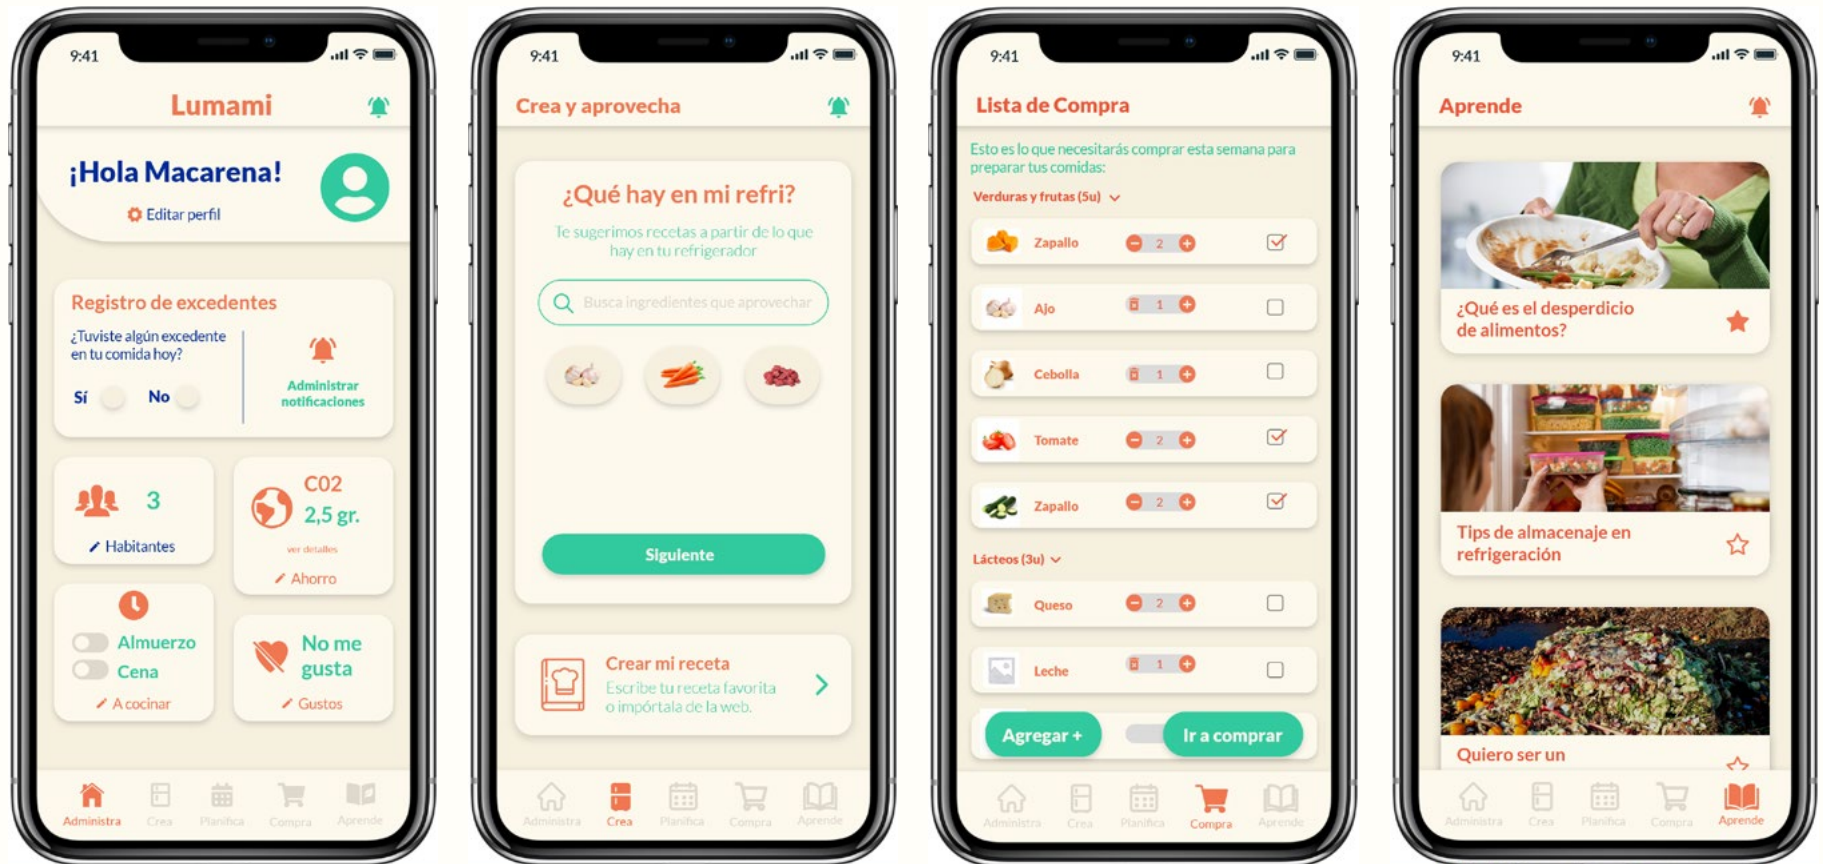 9:41
Lumami
¡Hola Macarena!
Editar perfil
Registro de excedentes
¿Tuviste algún excedente
en tu comida hoy?
Sí
No
Administrar
notificaciones
3
Habitantes
C02
2,5 gr.
ver detalles
Ahorro
Almuerzo
Cena
A cocinar
No me
gusta
Gustos
Administra
Crea
Planifica
Compra
Aprende
9:41
Crea y aprovecha
¿Qué hay en mi refri?
Te sugerimos recetas a partir de lo que
hay en tu refrigerador
Busca ingredientes que aprovechar
Siguiente
Crear mi receta
Escribe tu receta favorita
o impórtala de la web.
Administra
Crea
Planifica
Compra
Aprende
9:41
Lista de Compra
Esto es lo que necesitarás comprar esta semana para
preparar tus comidas:
Verduras y frutas (5u)
Zapallo 2
Ajo 1
Cebolla 1
Tomate 2
Zapallo 2
Lácteos (3u)
Queso 2
Leche 1
Agregar +
Ir a comprar
Administra
Crea
Planifica
Compra
Aprende
9:41
Aprende
¿Qué es el desperdicio
de alimentos?
Tips de almacenaje en
refrigeración
Quiero ser un
Administra
Crea
Planifica
Compra
Aprende